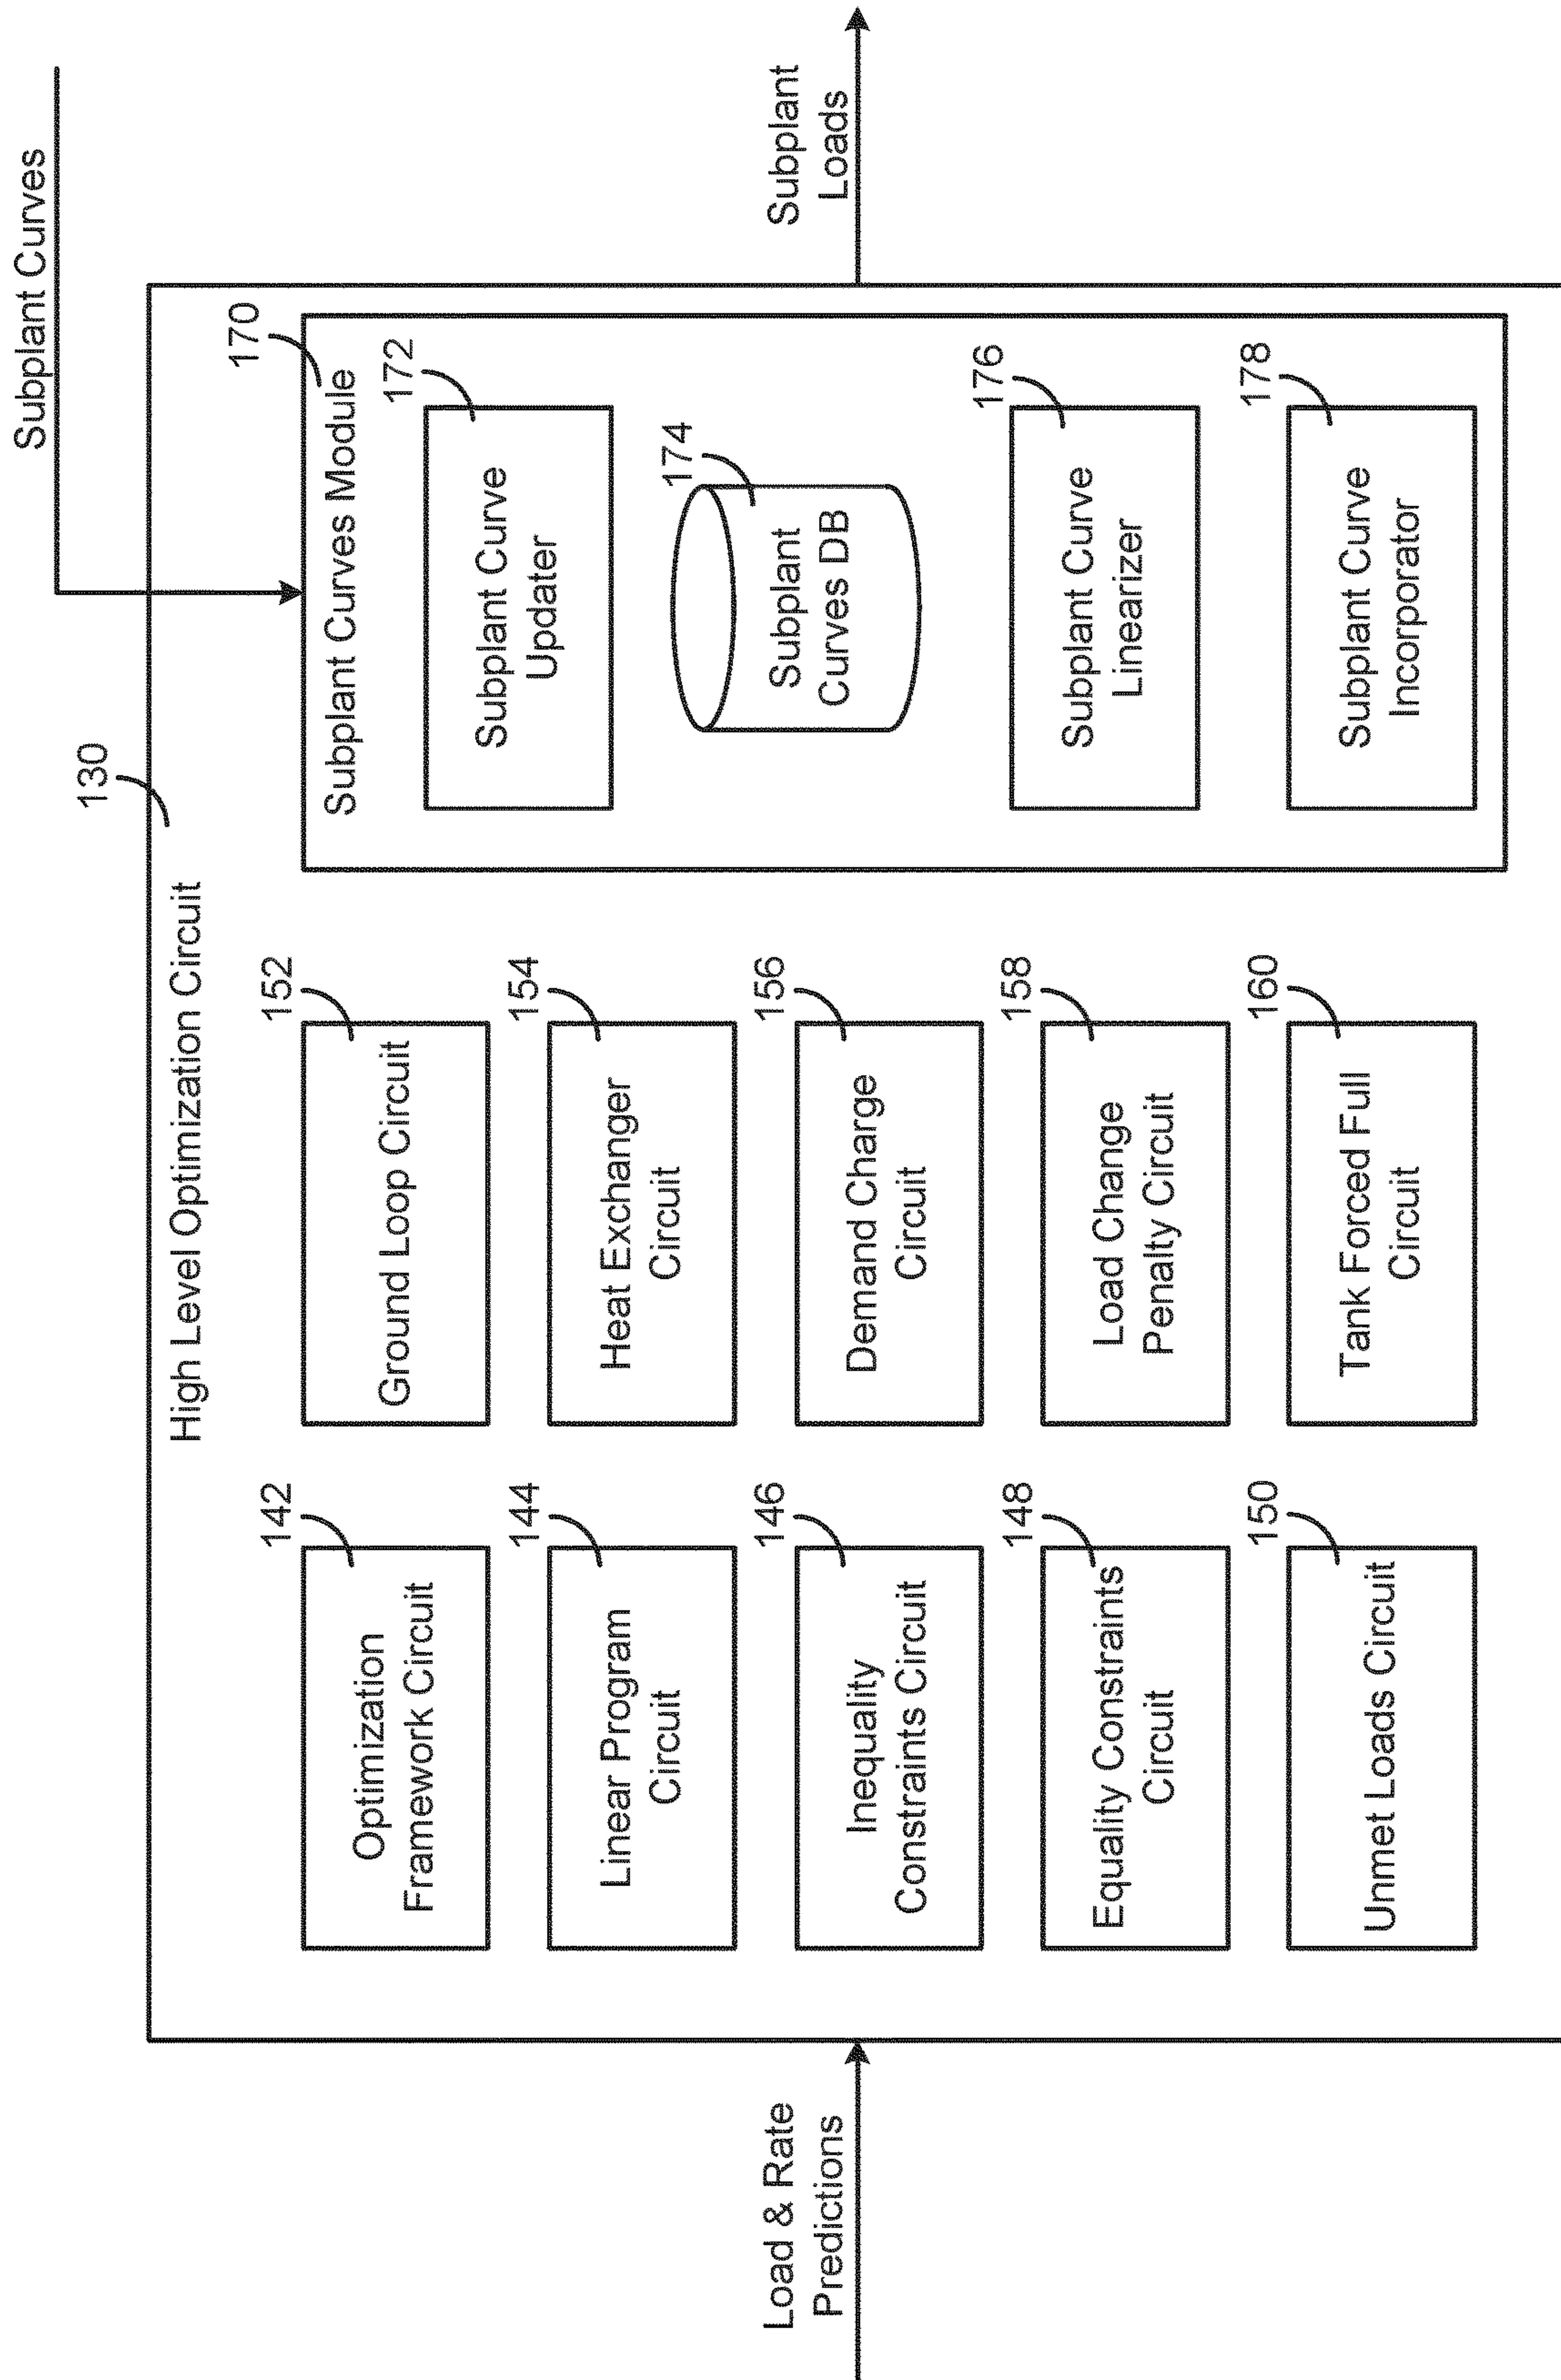 Subplant Curves
130
High Level Optimization Circuit
Load & Rate
Predictions
142
Optimization
Framework Circuit
144
Linear Program
Circuit
146
Inequality
Constraints Circuit
148
Equality Constraints
Circuit
150
Unmet Loads Circuit
152
Ground Loop Circuit
154
Heat Exchanger
Circuit
156
Demand Charge
Circuit
158
Load Change
Penalty Circuit
160
Tank Forced Full
Circuit
170
Subplant Curves Module
172
Subplant Curve
Updater
174
Subplant
Curves DB
176
Subplant Curve
Linearizer
178
Subplant Curve
Incorporator
Subplant
Loads